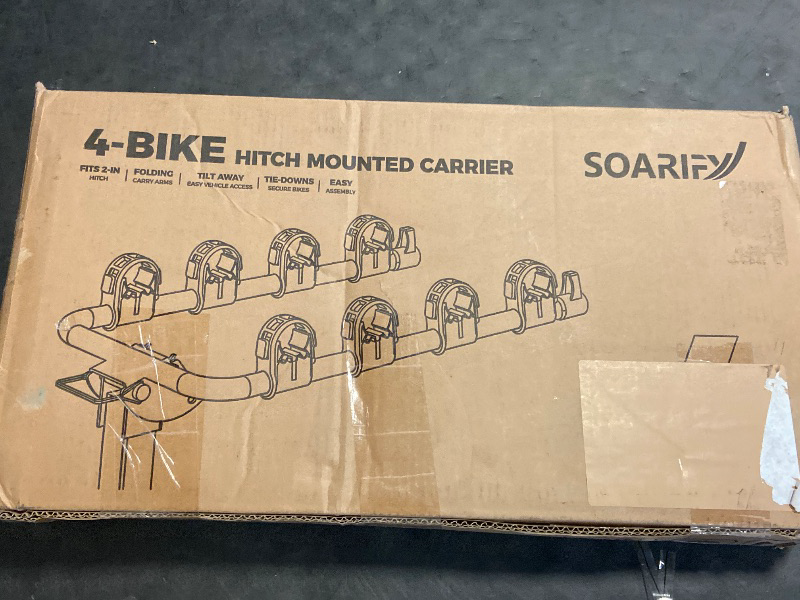 4-BIKE HITCH MOUNTED CARRIER
SOARIFY
FITS 2-IN HITCH
FOLDING CARRY ARMS
TILT AWAY EASY VEHICLE ACCESS
TIE-DOWNS SECURE BIKES
EASY ASSEMBLY